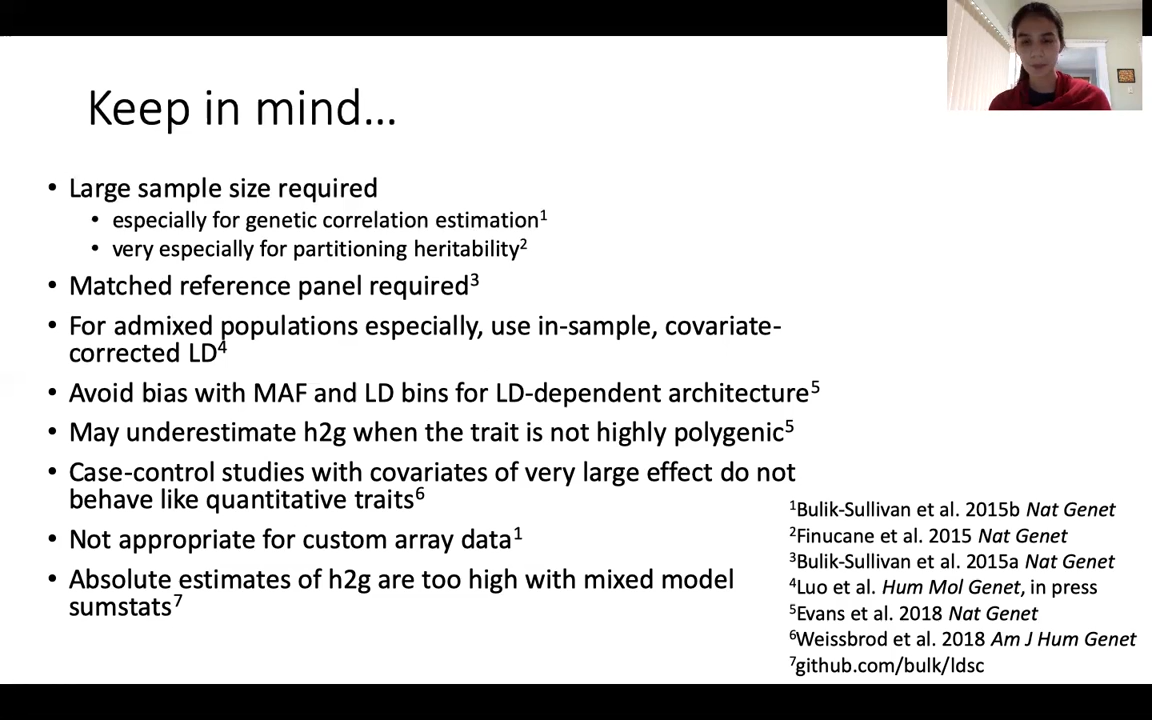 Keep in mind...
• Large sample size required
• especially for genetic correlation estimation¹
• very especially for partitioning heritability²
• Matched reference panel required³
• For admixed populations especially, use in-sample, covariate-
corrected LD⁴
• Avoid bias with MAF and LD bins for LD-dependent architecture⁵
• May underestimate h2g when the trait is not highly polygenic⁵
• Case-control studies with covariates of very large effect do not
behave like quantitative traits⁶
• Not appropriate for custom array data¹
• Absolute estimates of h2g are too high with mixed model
sumstats⁷
¹Bulik-Sullivan et al. 2015b Nat Genet
²Finucane et al. 2015 Nat Genet
³Bulik-Sullivan et al. 2015a Nat Genet
⁴Luo et al. Hum Mol Genet, in press
⁵Evans et al. 2018 Nat Genet
⁶Weissbrod et al. 2018 Am J Hum Genet
⁷github.com/bulk/ldsc